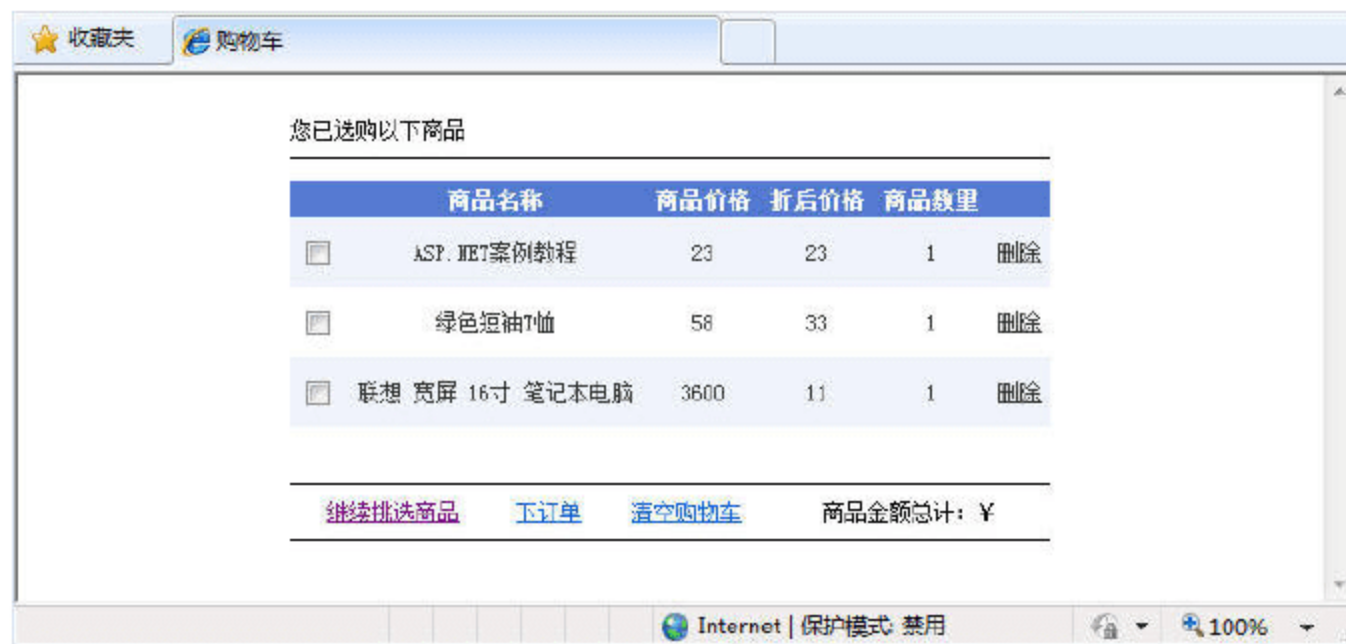 收藏夹 购物车
您已选购以下商品
商品名称 商品价格 折后价格 商品数里
ASP.NET案例教程 23 23 1 删除
绿色短袖T恤 58 33 1 删除
联想 宽屏 16寸 笔记本电脑 3600 11 1 删除
继续挑选商品 下订单 清空购物车 商品金额总计：¥
Internet | 保护模式: 禁用 100%